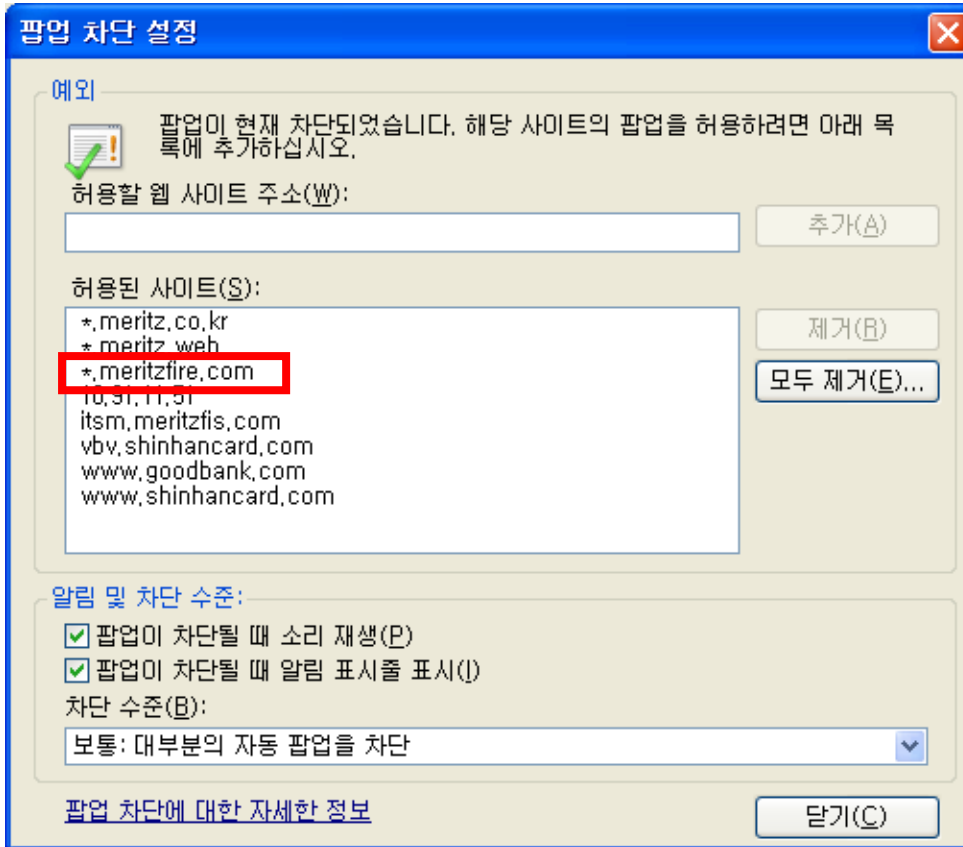 팝업 차단 설정
예외
팝업이 현재 차단되었습니다. 해당 사이트의 팝업을 허용하려면 아래 목
록에 추가하십시오.
허용할 웹 사이트 주소(W):
추가(A)
허용된 사이트(S):
*.meritz.co.kr
*.meritz.web
*.meritzfire.com
10.91.11.51
itsm.meritzfis.com
vbv.shinhancard.com
www.goodbank.com
www.shinhancard.com
제거(R)
모두 제거(E)...
알림 및 차단 수준:
팝업이 차단될 때 소리 재생(P)
팝업이 차단될 때 알림 표시줄 표시(I)
차단 수준(B):
보통: 대부분의 자동 팝업을 차단
팝업 차단에 대한 자세한 정보
닫기(C)